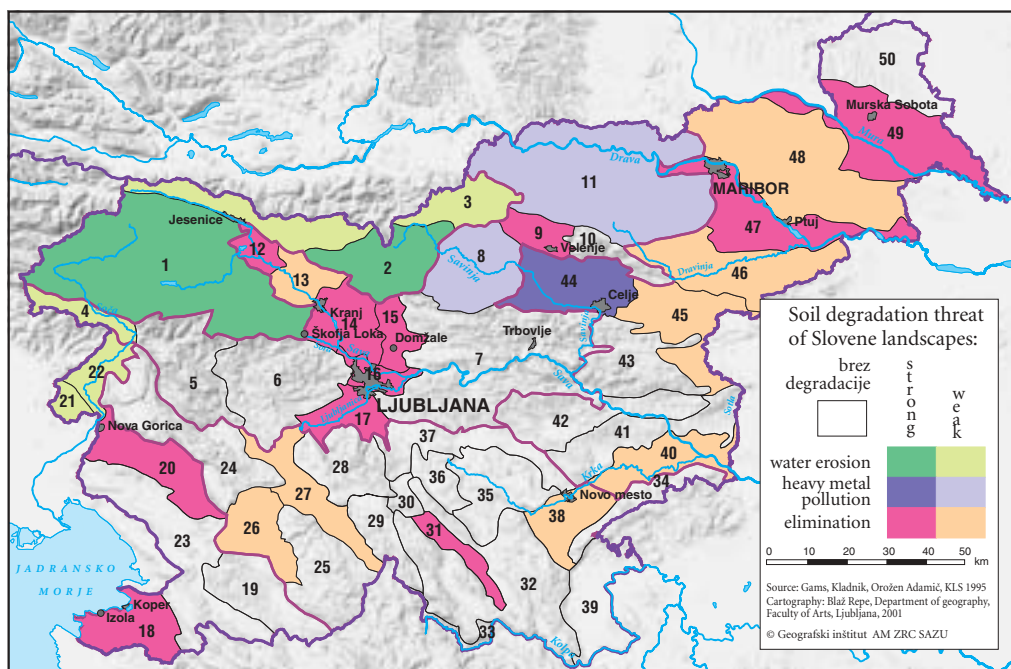 50
Murska Sobota
Mura
49
48
Drava
11
MARIBOR
3
Jesenice
9
10
Velenje
47
Ptuj
12
8
1
2
Savinja
Dravinja
46
13
44
Celje
4
Soča
Kranj
14
15
Savinja
45
Škofja Loka
Domžale
Trbovlje
Sora
Sava
7
43
22
5
6
16
Sava
21
LJUBLJANA
Sotla
Ljubljanica
17
42
Nova Gorica
37
41
20
24
28
36
40
Krka
34
27
35
Novo mesto
30
38
26
29
31
23
25
JADRANSKO
MORJE
19
32
39
Koper
Izola
18
33
Kolpa
Soil degradation threat
of Slovene landscapes:
brez
degradacije
strong
weak
water erosion
heavy metal
pollution
elimination
0 10 20 30 40 50 km
Source: Gams, Kladnik, Orožen Adamič, KLS 1995
Cartography: Blaž Repe, Department of geography,
Faculty of Arts, Ljubljana, 2001
© Geografski inštitut AM ZRC SAZU